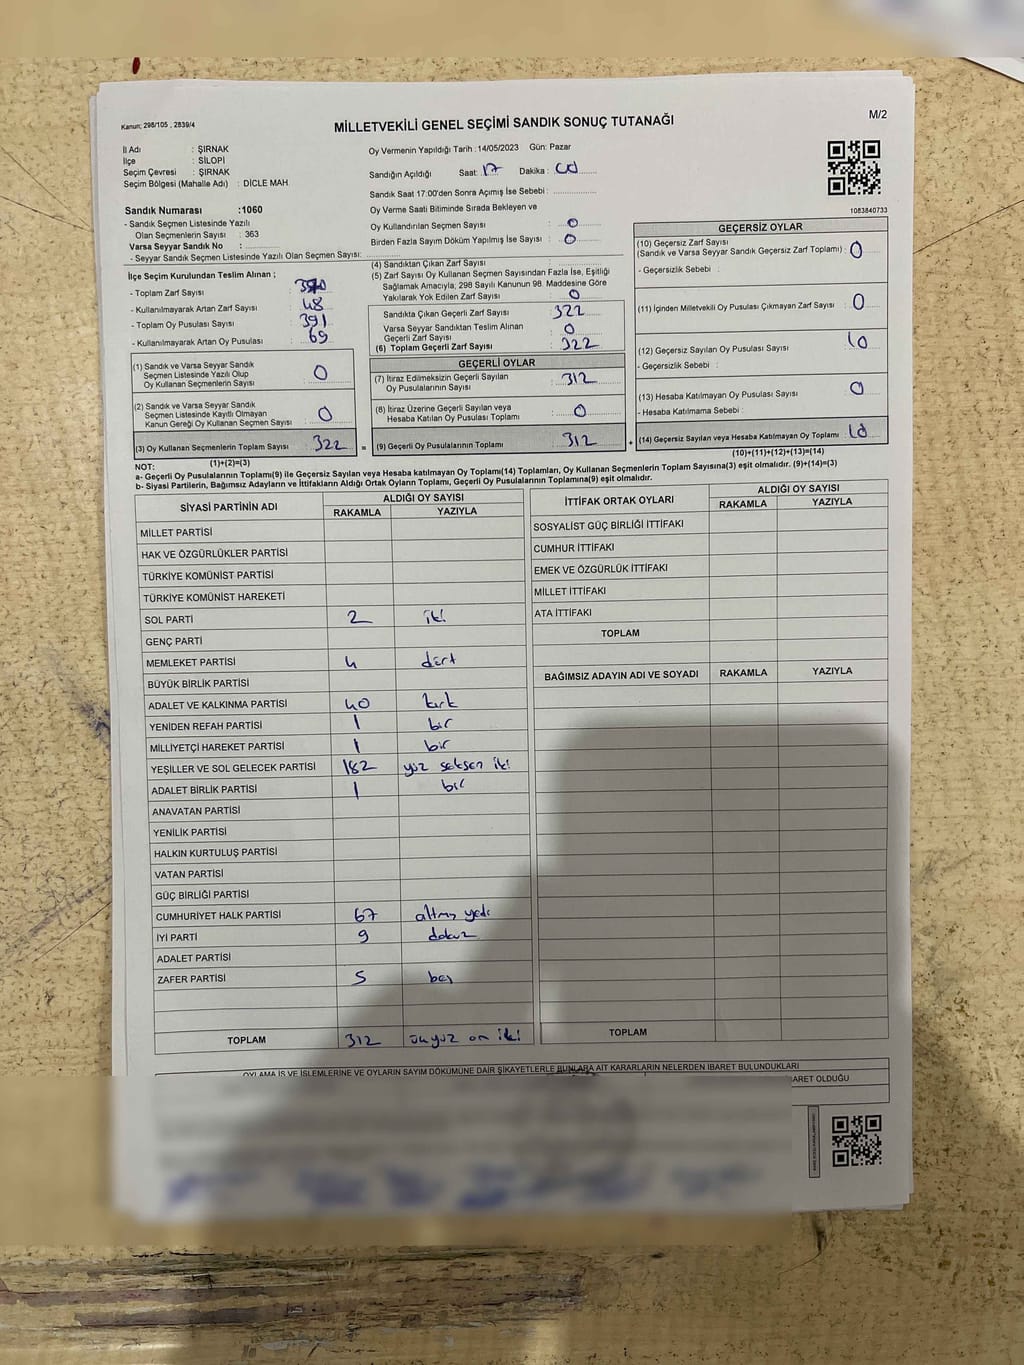 Kanun; 298/105 , 2839/4
MİLLETVEKİLİ GENEL SEÇİMİ SANDIK SONUÇ TUTANAĞI
M/2
İl Adı : ŞIRNAK
İlçe : SİLOPİ
Seçim Çevresi : ŞIRNAK
Seçim Bölgesi (Mahalle Adı) : DİCLE MAH.
Oy Vermenin Yapıldığı Tarih :14/05/2023 Gün: Pazar
Sandığın Açıldığı Saat: 17 Dakika :
Sandık Saat 17:00'den Sonra Açımış İse Sebebi :
1083840733
Sandık Numarası :1060
- Sandık Seçmen Listesinde Yazılı
Olan Seçmenlerin Sayısı : 363
Varsa Seyyar Sandık No :
- Seyyar Sandık Seçmen Listesinde Yazılı Olan Seçmen Sayısı:
Oy Verme Saati Bitiminde Sırada Bekleyen ve
Oy Kullandırılan Seçmen Sayısı : 0
Birden Fazla Sayım Döküm Yapılmış İse Sayısı : 0
İlçe Seçim Kurulundan Teslim Alınan ;
- Toplam Zarf Sayısı :
- Kullanılmayarak Artan Zarf Sayısı : 48
- Toplam Oy Pusulası Sayısı : 391
- Kullanılmayarak Artan Oy Pusulası : 69
(4) Sandıktan Çıkan Zarf Sayısı :
(5) Zarf Sayısı Oy Kullanan Seçmen Sayısından Fazla İse, Eşitliği
Sağlamak Amacıyla; 298 Sayılı Kanunun 98. Maddesine Göre
Yakılarak Yok Edilen Zarf Sayısı : 0
Sandıkta Çıkan Geçerli Zarf Sayısı : 322
Varsa Seyyar Sandıktan Teslim Alınan
Geçerli Zarf Sayısı : 0
(6) Toplam Geçerli Zarf Sayısı : 322
GEÇERSİZ OYLAR
(10) Geçersiz Zarf Sayısı
(Sandık ve Varsa Seyyar Sandık Geçersiz Zarf Toplamı) : 0
- Geçersizlik Sebebi :
(11) İçinden Milletvekili Oy Pusulası Çıkmayan Zarf Sayısı : 0
(12) Geçersiz Sayılan Oy Pusulası Sayısı : 10
- Geçersizlik Sebebi :
(13) Hesaba Katılmayan Oy Pusulası Sayısı : 0
- Hesaba Katılmama Sebebi :
(14) Geçersiz Sayılan veya Hesaba Katılmayan Oy Toplamı : 10
(10)+(11)+(12)+(13)=(14)
(1) Sandık ve Varsa Seyyar Sandık
Seçmen Listesinde Yazılı Olup
Oy Kullanan Seçmenlerin Sayısı : 0
(2) Sandık ve Varsa Seyyar Sandık
Seçmen Listesinde Kayıtlı Olmayan
Kanun Gereği Oy Kullanan Seçmen Sayısı : 0
(3) Oy Kullanan Seçmenlerin Toplam Sayısı : 322 =
(1)+(2)=(3)
GEÇERLİ OYLAR
(7) İtiraz Edilmeksizin Geçerli Sayılan
Oy Pusulalarının Sayısı : 312
(8) İtiraz Üzerine Geçerli Sayılan veya
Hesaba Katılan Oy Pusulası Toplamı : 0
(9) Geçerli Oy Pusulalarının Toplamı : 312 +
NOT:
a- Geçerli Oy Pusulalarının Toplamı(9) ile Geçersiz Sayılan veya Hesaba katılmayan Oy Toplamı(14) Toplamları, Oy Kullanan Seçmenlerin Toplam Sayısına(3) eşit olmalıdır. (9)+(14)=(3)
b- Siyasi Partilerin, Bağımsız Adayların ve İttifakların Aldığı Ortak Oyların Toplamı, Geçerli Oy Pusulalarının Toplamına(9) eşit olmalıdır.
SİYASİ PARTİNİN ADI ALDIĞI OY SAYISI
RAKAMLA YAZIYLA
MİLLET PARTİSİ
HAK VE ÖZGÜRLÜKLER PARTİSİ
TÜRKİYE KOMÜNİST PARTİSİ
TÜRKİYE KOMÜNİST HAREKETİ
SOL PARTİ 2 iki
GENÇ PARTİ
MEMLEKET PARTİSİ 4 dört
BÜYÜK BİRLİK PARTİSİ
ADALET VE KALKINMA PARTİSİ 40 kırk
YENİDEN REFAH PARTİSİ 1 bir
MİLLİYETÇİ HAREKET PARTİSİ 1 bir
YEŞİLLER VE SOL GELECEK PARTİSİ 182 yüz seksen iki
ADALET BİRLİK PARTİSİ 1 bir
ANAVATAN PARTİSİ
YENİLİK PARTİSİ
HALKIN KURTULUŞ PARTİSİ
VATAN PARTİSİ
GÜÇ BİRLİĞİ PARTİSİ
CUMHURİYET HALK PARTİSİ 67 altmış yedi
İYİ PARTİ 9 dokuz
ADALET PARTİSİ
ZAFER PARTİSİ 5 beş
TOPLAM 312 üçyüz on iki
İTTİFAK ORTAK OYLARI ALDIĞI OY SAYISI
RAKAMLA YAZIYLA
SOSYALİST GÜÇ BİRLİĞİ İTTİFAKI
CUMHUR İTTİFAKI
EMEK VE ÖZGÜRLÜK İTTİFAKI
MİLLET İTTİFAKI
ATA İTTİFAKI
TOPLAM
BAĞIMSIZ ADAYIN ADI VE SOYADI RAKAMLA YAZIYLA
TOPLAM
OYLAMA İŞ VE İŞLEMLERİNE VE OYLARIN SAYIM DÖKÜMÜNE DAİR ŞİKAYETLERLE BUNLARA AİT KARARLARIN NELERDEN İBARET BULUNDUKLARI
BARET OLDUĞU